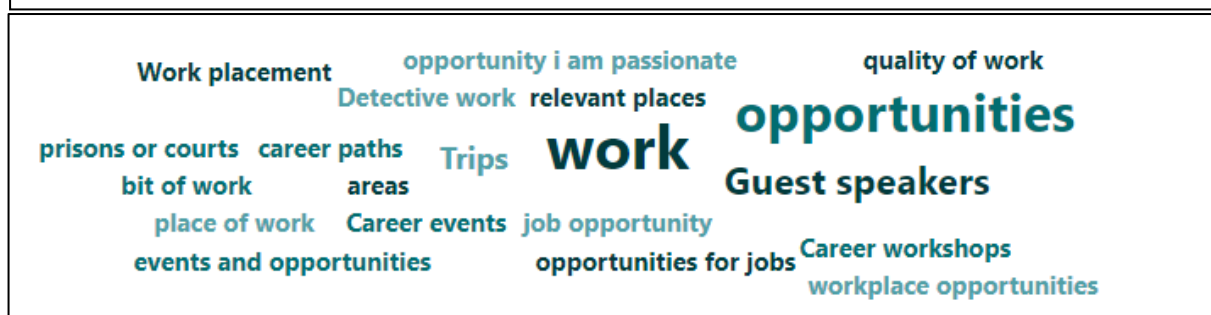 opportunity i am passionate
quality of work
Work placement
Detective work
relevant places
opportunities
work
prisons or courts
career paths
Trips
Guest speakers
bit of work
areas
place of work
Career events
job opportunity
Career workshops
events and opportunities
opportunities for jobs
workplace opportunities